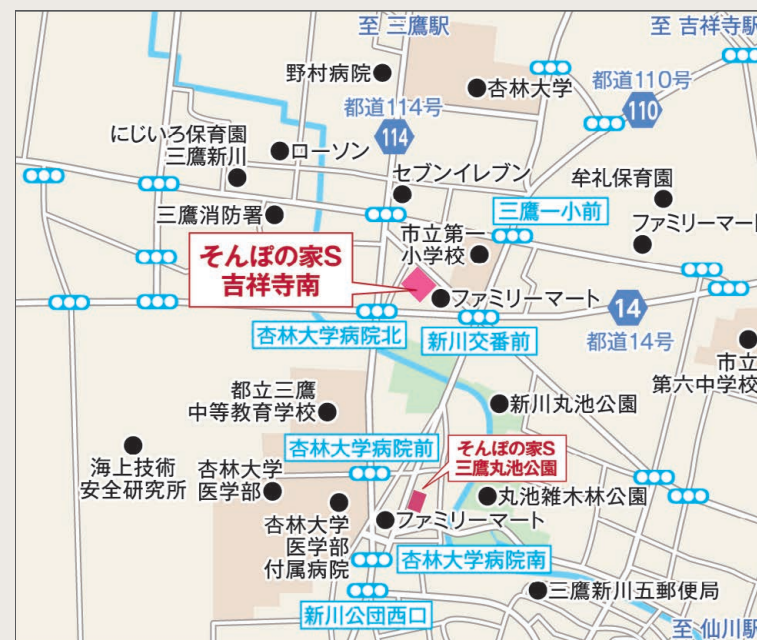 至 三鷹駅
至 吉祥寺駅
野村病院
杏林大学
都道110号
110
都道114号
114
にじいろ保育園
三鷹新川
ローソン
セブンイレブン
牟礼保育園
三鷹消防署
三鷹一小前
ファミリーマート
市立第一
小学校
そんぽの家S
吉祥寺南
ファミリーマート
14
都道14号
杏林大学病院北
新川交番前
市立
第六中学校
都立三鷹
中等教育学校
新川丸池公園
杏林大学病院前
そんぽの家S
三鷹丸池公園
海上技術
安全研究所
杏林大学
医学部
丸池雑木林公園
杏林大学
医学部
付属病院
ファミリーマート
杏林大学病院南
三鷹新川五郵便局
新川公団西口
至 仙川駅